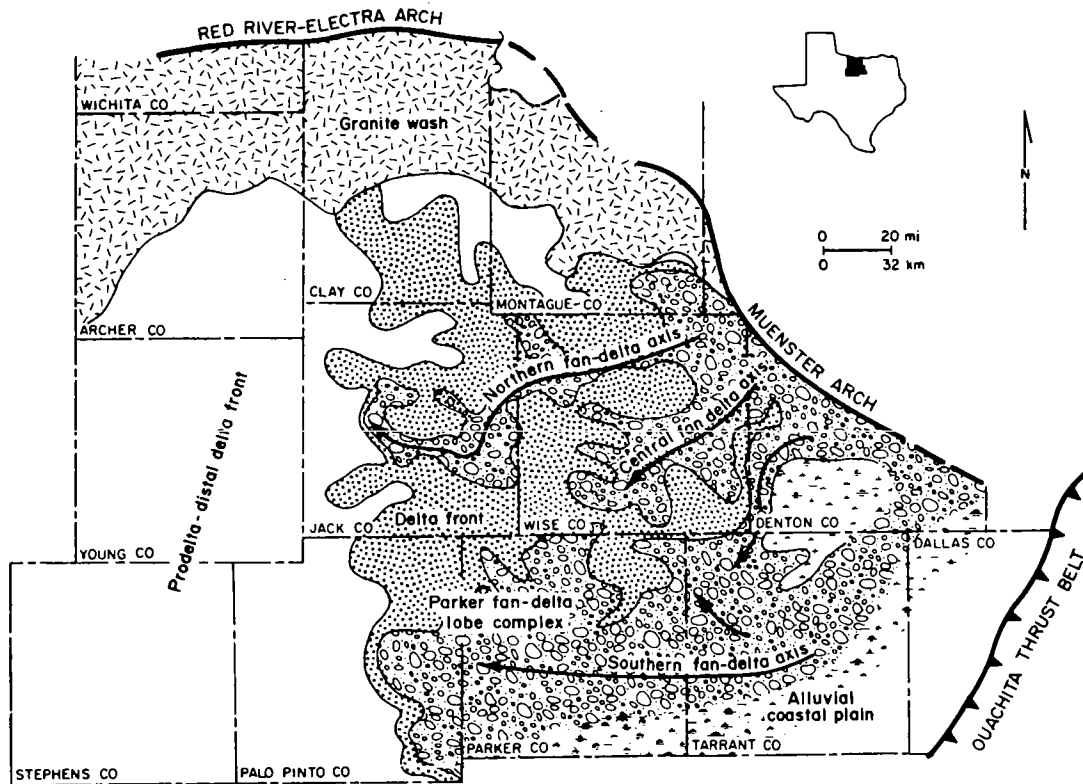 RED RIVER-ELECTRA ARCH
WICHITA CO
Granite wash
N
0 20 mi
0 32 km
CLAY CO
MONTAGUE CO
ARCHER CO
MUENSTER ARCH
Northern fan-delta axis
Central fan delta axis
Prodelta-distal delta front
JACK CO
Delta front
WISE CO
DENTON CO
DALLAS CO
YOUNG CO
Parker fan-delta
lobe complex
Southern fan-delta axis
Alluvial
coastal plain
OUACHITA THRUST BELT
PARKER CO
TARRANT CO
STEPHENS CO
PALO PINTO CO